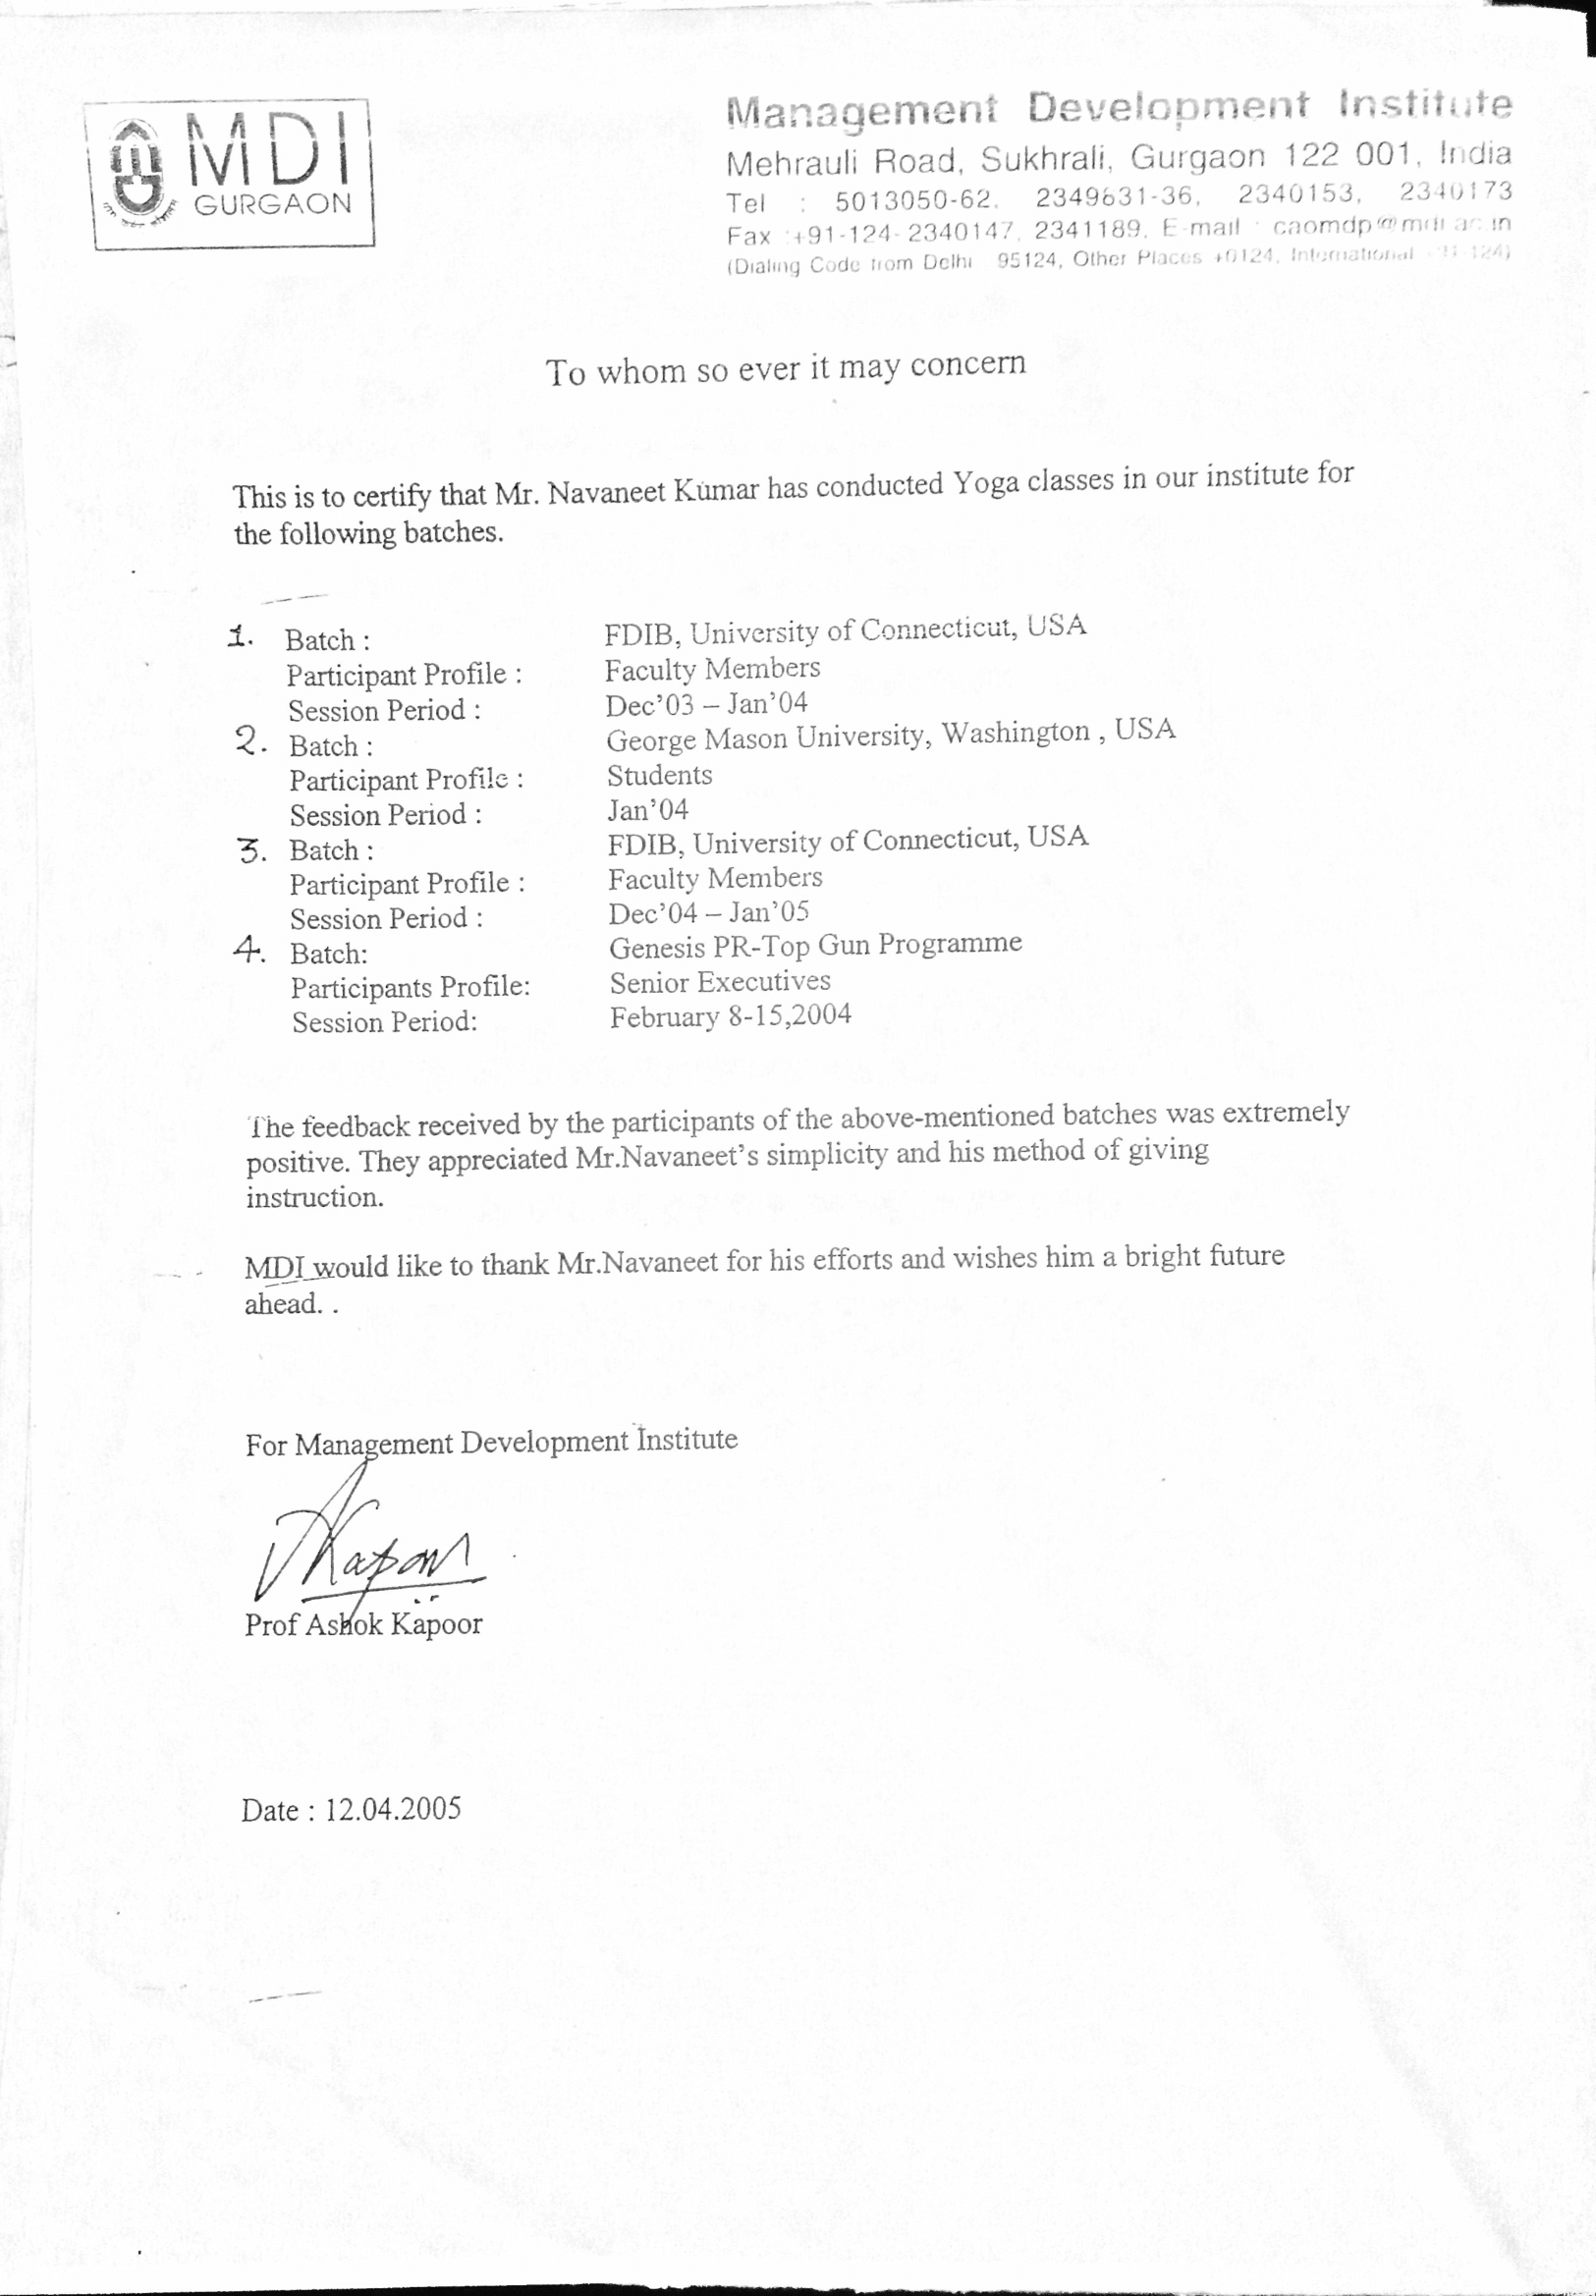 MDI
GURGAON
Management Development Institute
Mehrauli Road, Sukhrali, Gurgaon 122 001, India
Tel : 5013050-62, 2349631-36, 2340153, 2340173
Fax :+91-124-2340147, 2341189, E-mail : caomdp@mdi.ac.in
(Dialing Code from Delhi 95124, Other Places +0124, International
To whom so ever it may concern
This is to certify that Mr. Navaneet Kumar has conducted Yoga classes in our institute for
the following batches.
1. Batch : FDIB, University of Connecticut, USA
Participant Profile : Faculty Members
Session Period : Dec’03 – Jan’04
2. Batch : George Mason University, Washington , USA
Participant Profile : Students
Session Period : Jan’04
3. Batch : FDIB, University of Connecticut, USA
Participant Profile : Faculty Members
Session Period : Dec’04 – Jan’05
4. Batch: Genesis PR-Top Gun Programme
Participants Profile: Senior Executives
Session Period: February 8-15,2004
The feedback received by the participants of the above-mentioned batches was extremely
positive. They appreciated Mr.Navaneet’s simplicity and his method of giving
instruction.
MDI would like to thank Mr.Navaneet for his efforts and wishes him a bright future
ahead. .
For Management Development Institute
Kapoor
Prof Ashok Kapoor
Date : 12.04.2005